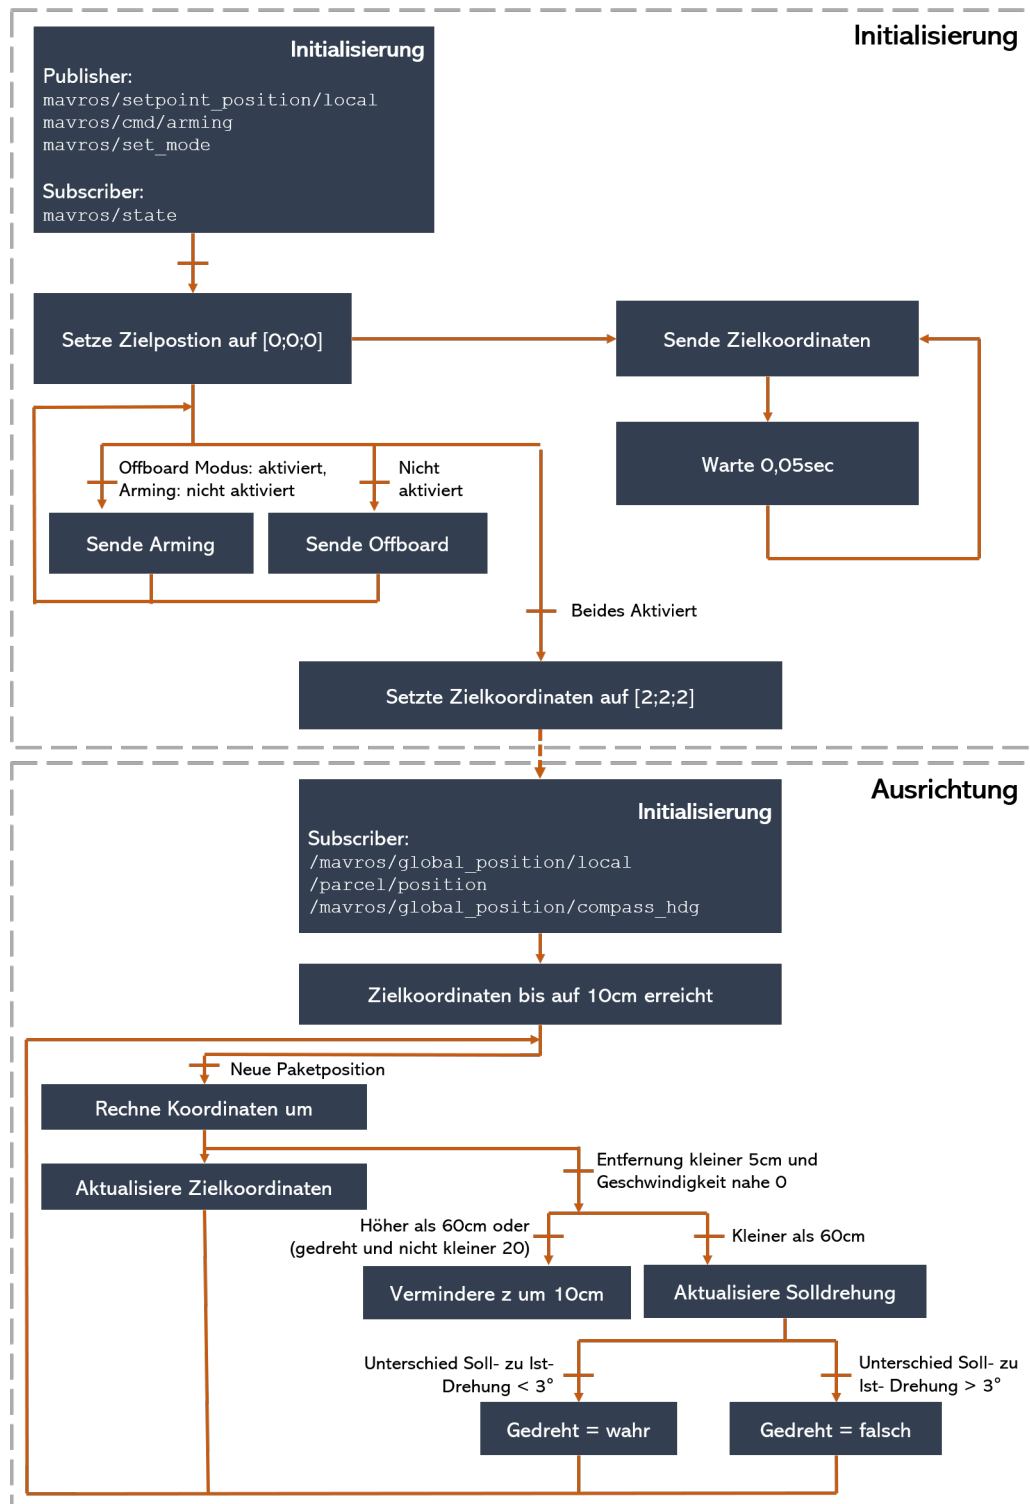 Initialisierung
Initialisierung
Publisher:
mavros/setpoint_position/local
mavros/cmd/arming
mavros/set_mode
Subscriber:
mavros/state
Setze Zielpostion auf [0;0;0]
Sende Zielkoordinaten
Warte 0,05sec
Offboard Modus: aktiviert,
Arming: nicht aktiviert
Nicht
aktiviert
Sende Arming
Sende Offboard
Beides Aktiviert
Setzte Zielkoordinaten auf [2;2;2]
Ausrichtung
Initialisierung
Subscriber:
/mavros/global_position/local
/parcel/position
/mavros/global_position/compass_hdg
Zielkoordinaten bis auf 10cm erreicht
Neue Paketposition
Rechne Koordinaten um
Aktualisiere Zielkoordinaten
Entfernung kleiner 5cm und
Geschwindigkeit nahe 0
Höher als 60cm oder
(gedreht und nicht kleiner 20)
Kleiner als 60cm
Vermindere z um 10cm
Aktualisiere Solldrehung
Unterschied Soll- zu Ist-
Drehung < 3°
Unterschied Soll- zu
Ist- Drehung > 3°
Gedreht = wahr
Gedreht = falsch